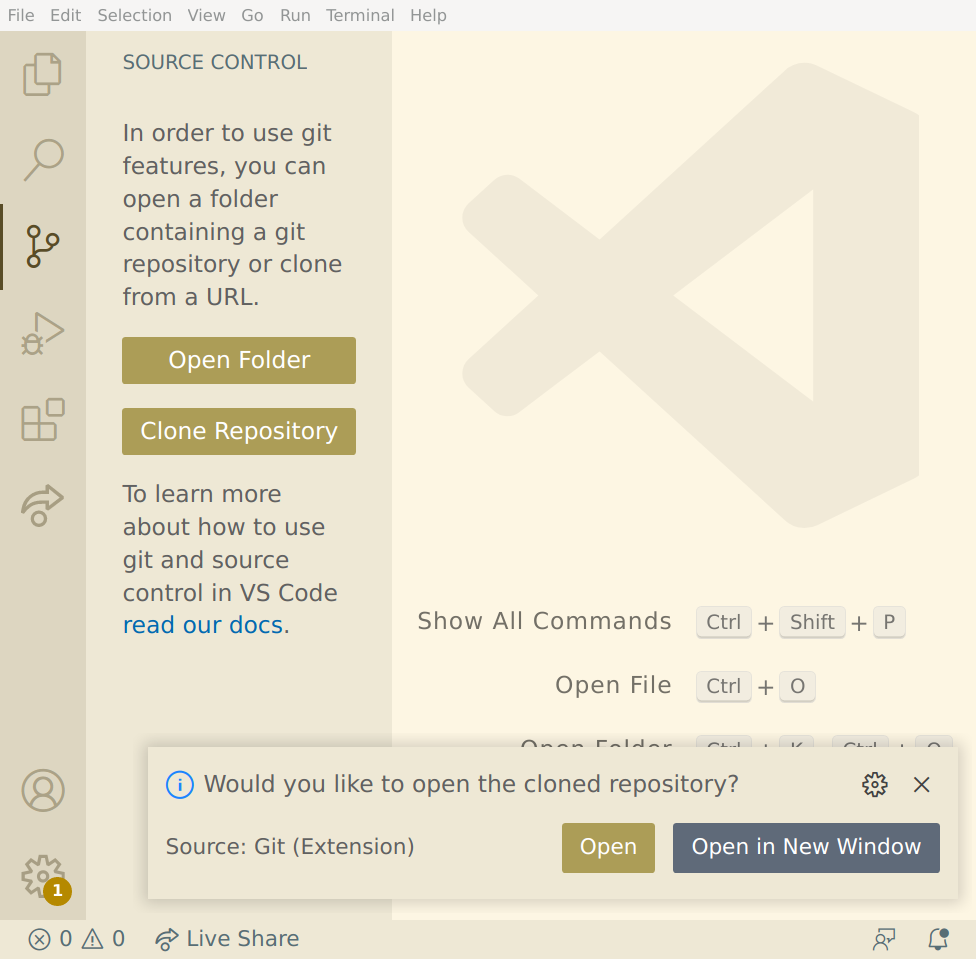 File Edit Selection View Go Run Terminal Help
SOURCE CONTROL
In order to use git
features, you can
open a folder
containing a git
repository or clone
from a URL.
Open Folder
Clone Repository
To learn more
about how to use
git and source
control in VS Code
read our docs.
Show All Commands Ctrl + Shift + P
Open File Ctrl + O
Open Folder Ctrl + K Ctrl + O
Would you like to open the cloned repository?
Source: Git (Extension)
Open
Open in New Window
1
0 0 Live Share